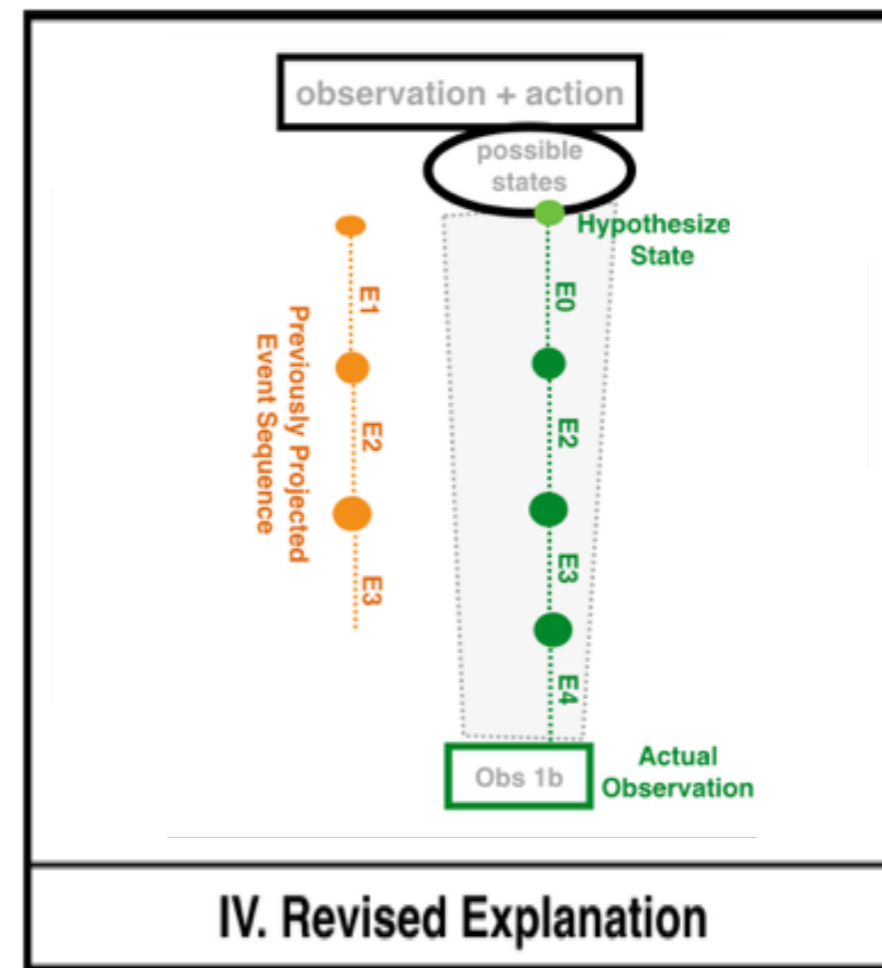 observation + action
possible
states
Hypothesize
State
E1
E2
E3
Previously Projected
Event Sequence
E0
E2
E3
E4
Obs 1b
Actual
Observation
IV. Revised Explanation